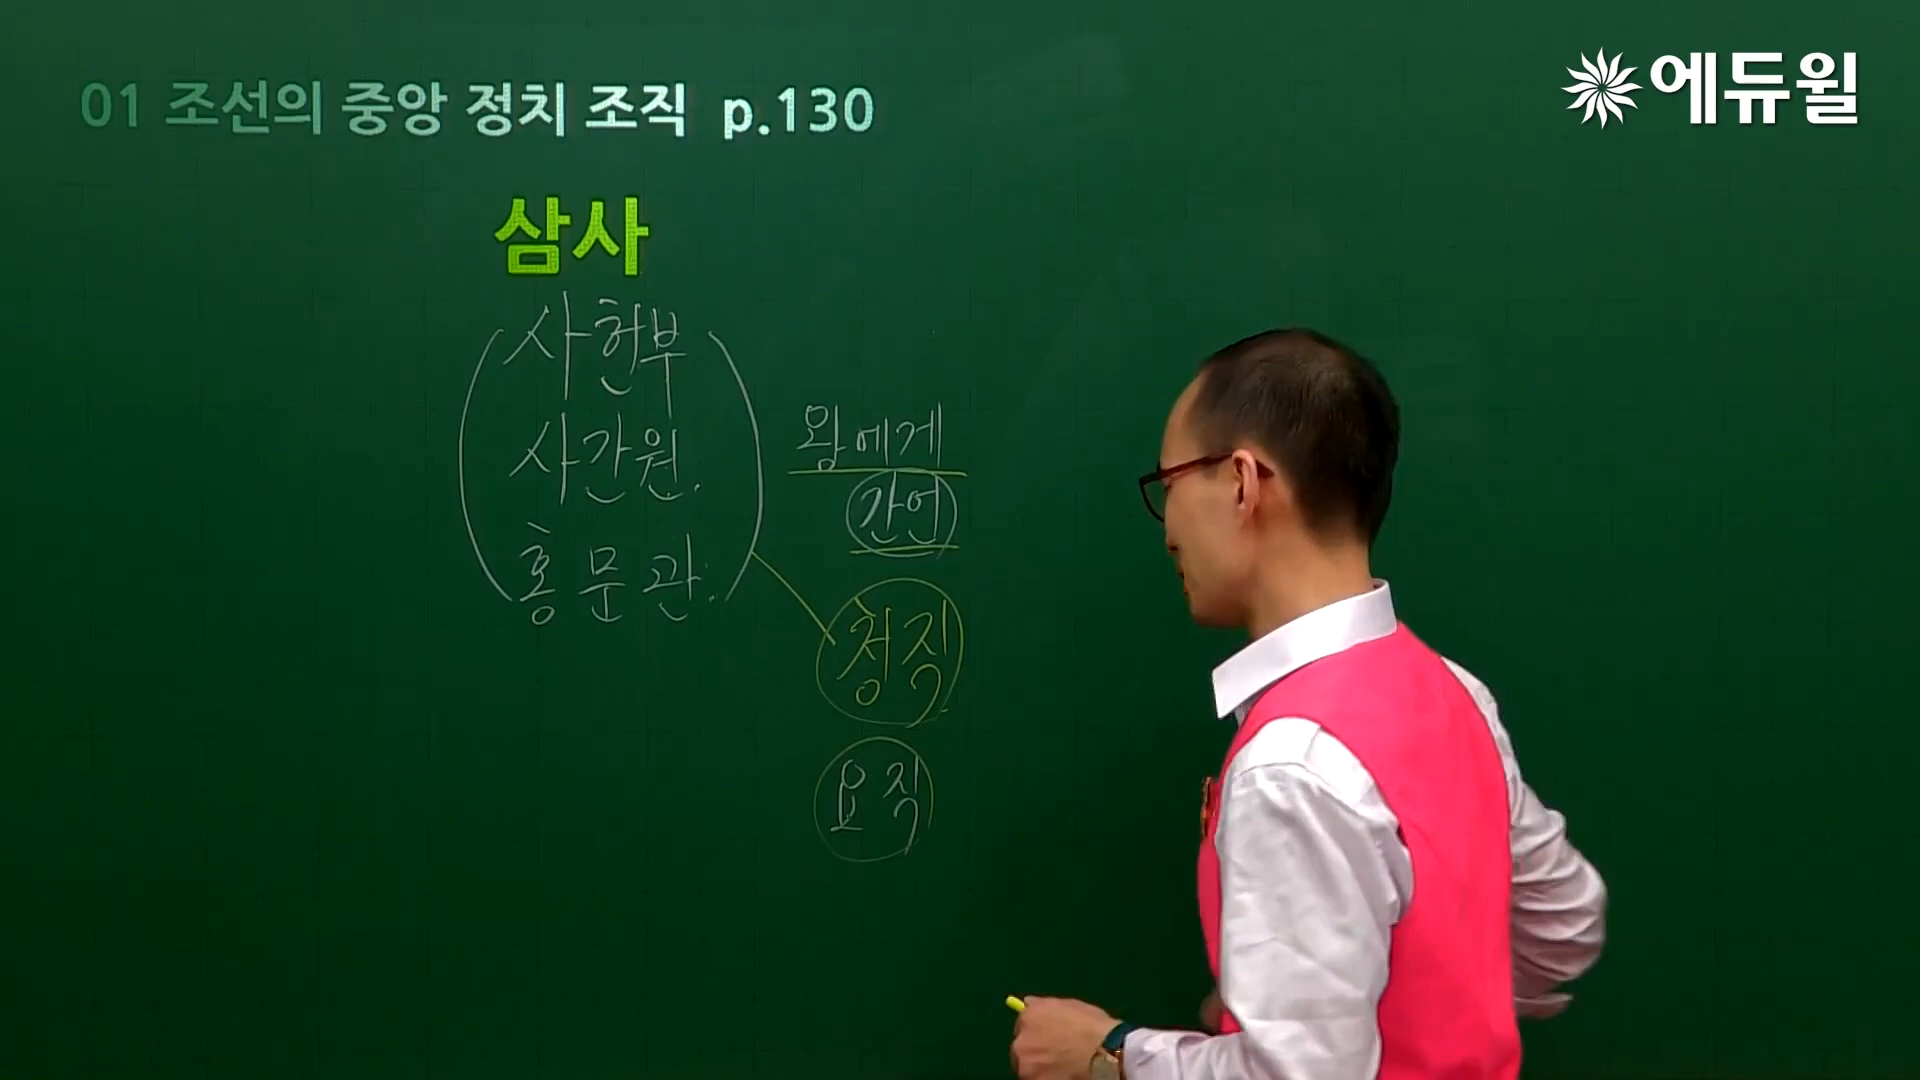 01 조선의 중앙 정치 조직 p.130
에듀윌
삼사
사헌부
사간원.
홍문관.
왕에게
간언
청직
요직